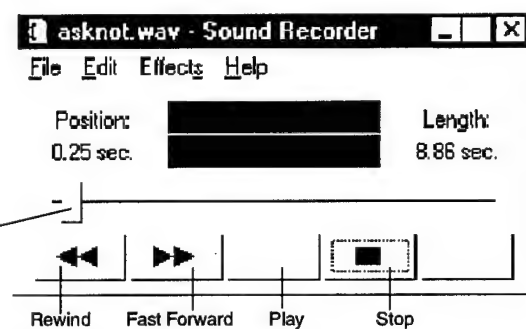 asknot.wav - Sound Recorder
File Edit Effects Help
Position: Length:
0.25 sec. 8.86 sec.
Rewind Fast Forward Play Stop